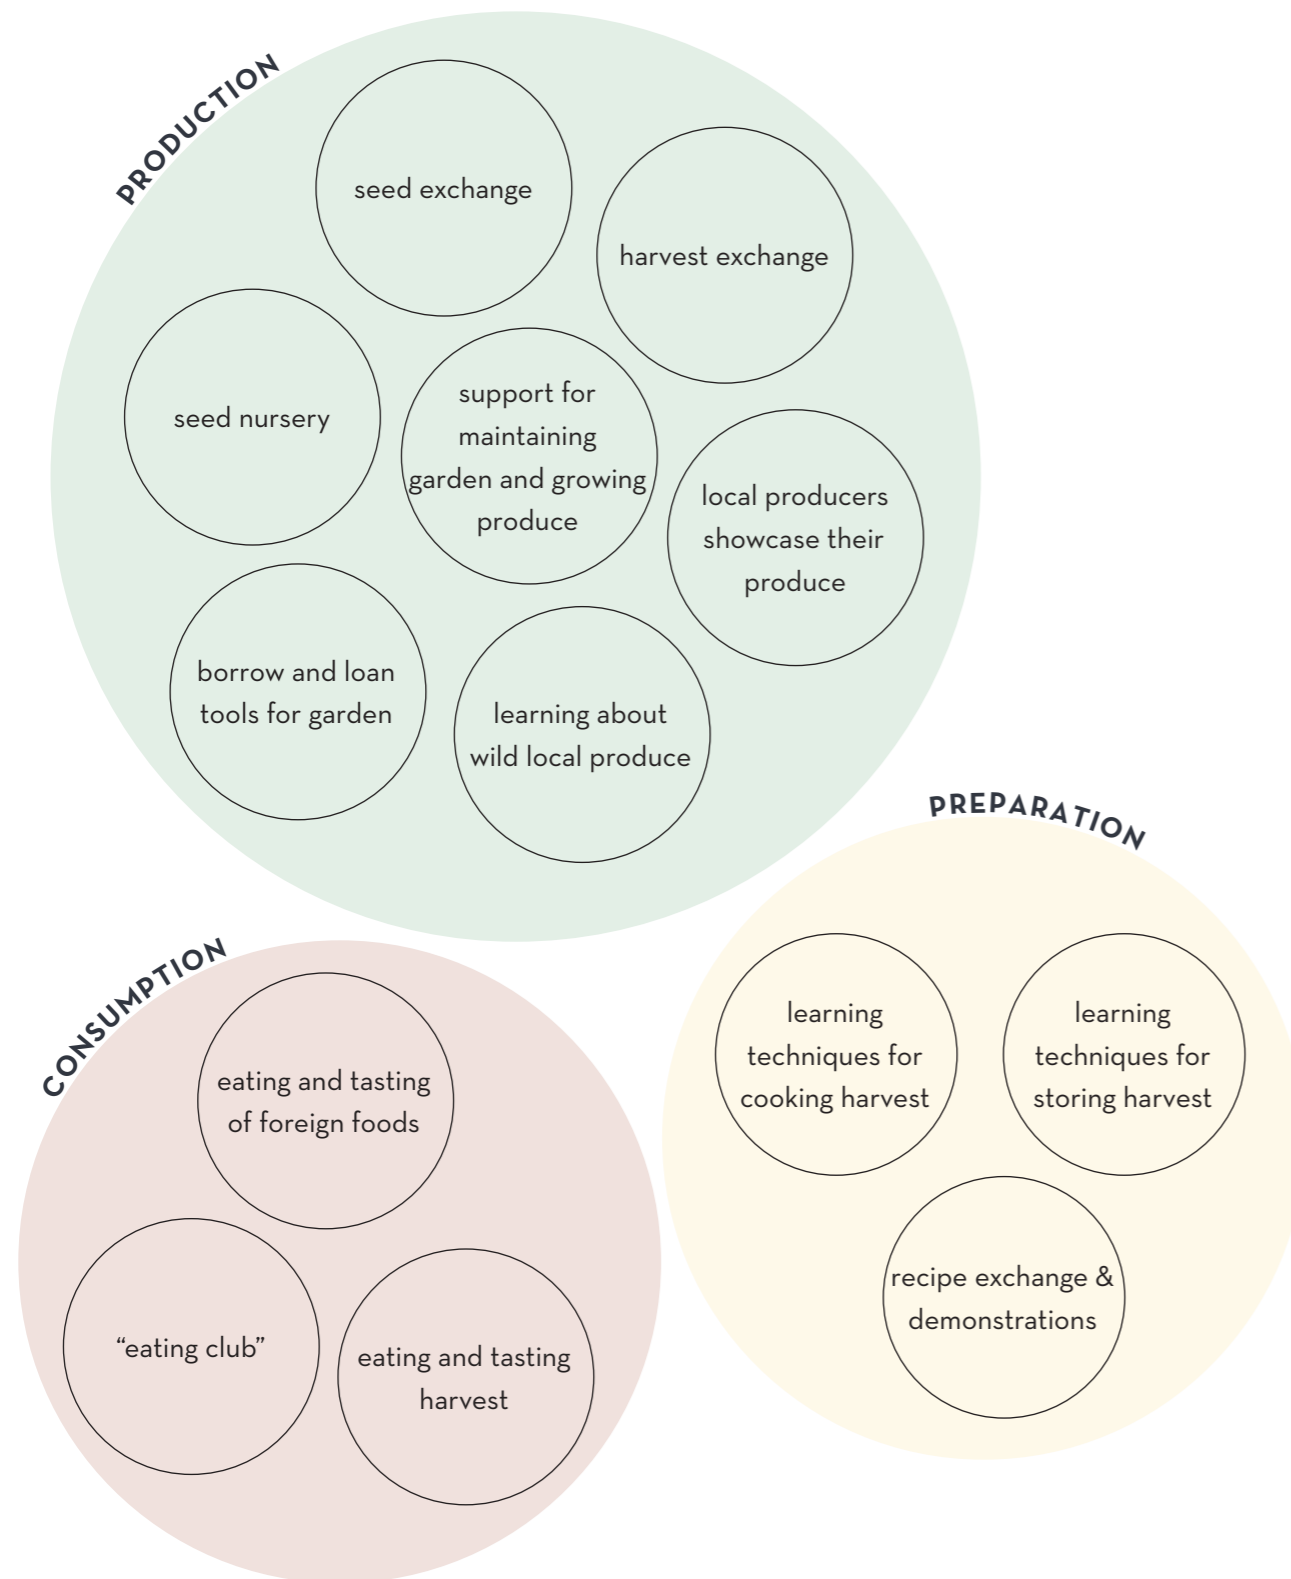 PRODUCTION
seed exchange
harvest exchange
seed nursery
support for
maintaining
garden and growing
produce
local producers
showcase their
produce
borrow and loan
tools for garden
learning about
wild local produce
PREPARATION
learning
techniques for
cooking harvest
learning
techniques for
storing harvest
recipe exchange &
demonstrations
CONSUMPTION
eating and tasting
of foreign foods
“eating club”
eating and tasting
harvest